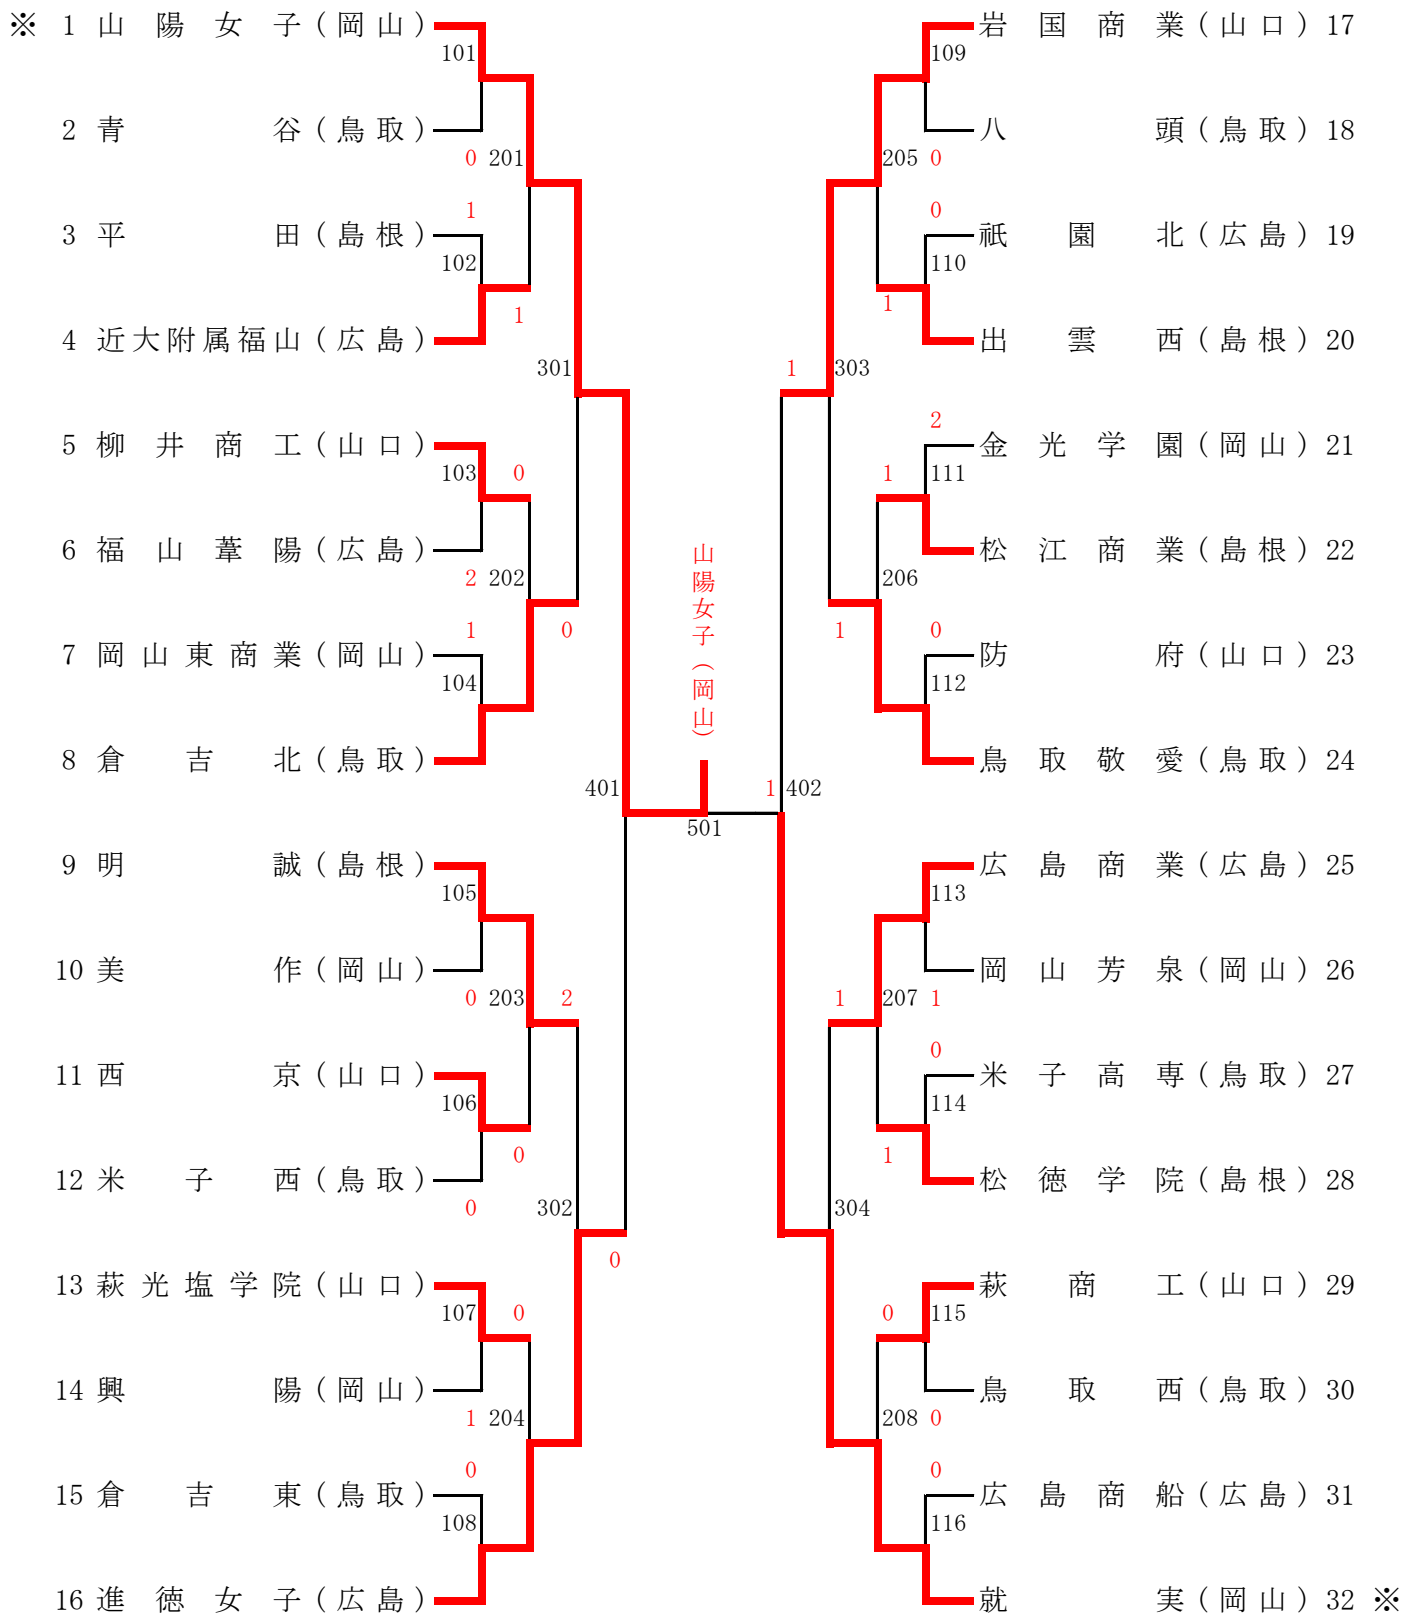 ※ 1 山陽女子(岡山)
101
2 青谷(鳥取)
0 201
1
3 平田(島根)
102
1
4 近大附属福山(広島)
301
5 柳井商工(山口)
103 0
6 福山葦陽(広島)
2 202
1 0
7 岡山東商業(岡山)
104
8 倉吉北(鳥取)
401
9 明誠(島根)
105
10 美作(岡山)
0 203 2
11 西京(山口)
106
0
12 米子西(鳥取)
0 302
0
13 萩光塩学院(山口)
107 0
14 興陽(岡山)
1 204
0
15 倉吉東(鳥取)
108
16 進徳女子(広島)
山陽女子(岡山)
501
岩国商業(山口) 17
109
八頭(鳥取) 18
205 0
0
祇園北(広島) 19
110
1
出雲西(島根) 20
1 303
2
金光学園(岡山) 21
1 111
松江商業(島根) 22
206
1 0
防府(山口) 23
112
鳥取敬愛(鳥取) 24
1 402
広島商業(広島) 25
113
岡山芳泉(岡山) 26
1 207 1
0
米子高専(鳥取) 27
114
1
松徳学院(島根) 28
304
萩商工(山口) 29
0 115
鳥取西(鳥取) 30
208 0
0
広島商船(広島) 31
116
就実(岡山) 32 ※